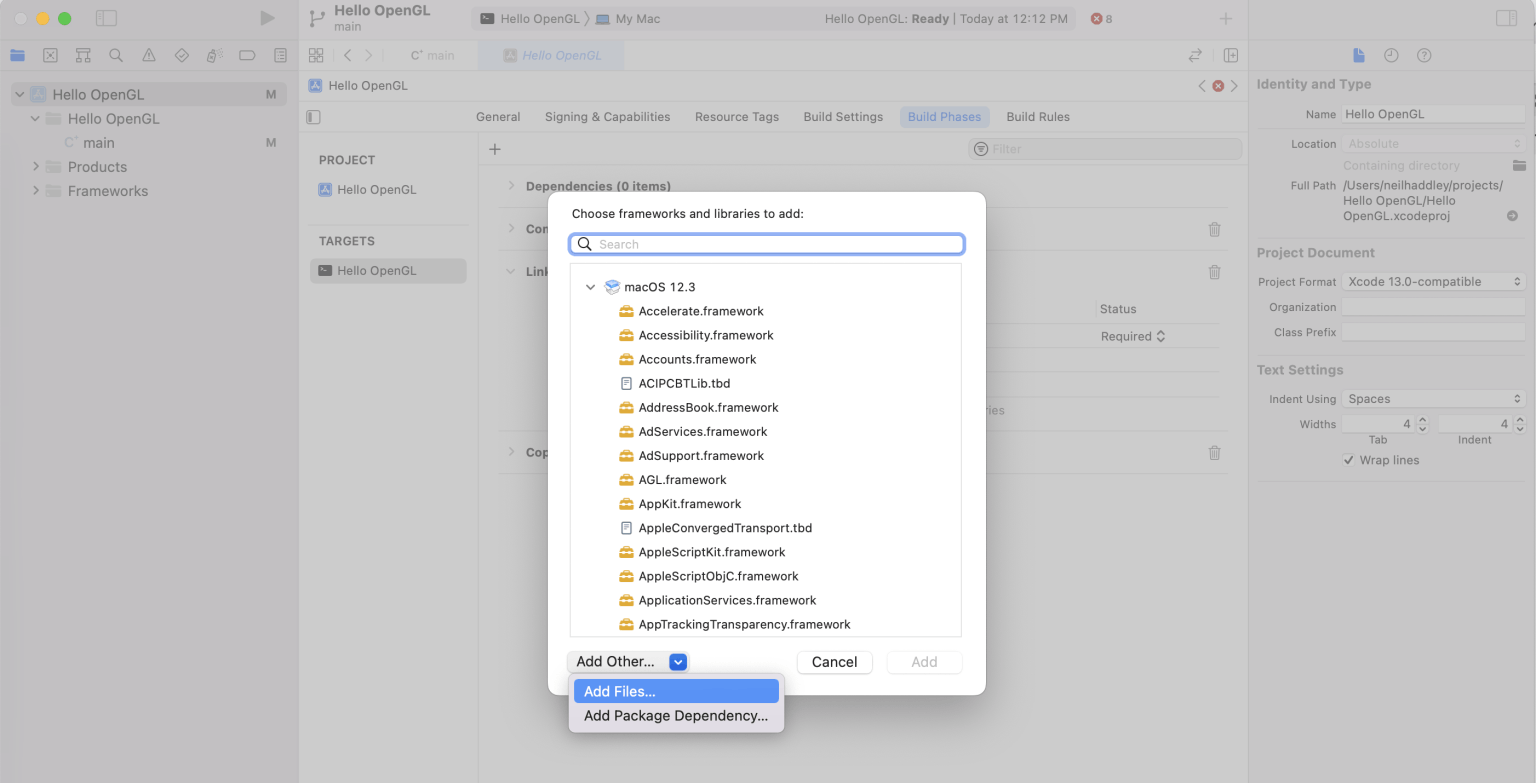 Hello OpenGL
main
Hello OpenGL
My Mac
Hello OpenGL: Ready | Today at 12:12 PM
8
main
Hello OpenGL
Hello OpenGL
Hello OpenGL M
Hello OpenGL
main M
Products
Frameworks
General Signing & Capabilities Resource Tags Build Settings Build Phases Build Rules
PROJECT
Hello OpenGL
TARGETS
Hello OpenGL
Filter
Dependencies (0 items)
Con
Link
Status
Required
ries
Cop
Choose frameworks and libraries to add:
Search
macOS 12.3
Accelerate.framework
Accessibility.framework
Accounts.framework
ACIPCBTLib.tbd
AddressBook.framework
AdServices.framework
AdSupport.framework
AGL.framework
AppKit.framework
AppleConvergedTransport.tbd
AppleScriptKit.framework
AppleScriptObjC.framework
ApplicationServices.framework
AppTrackingTransparency.framework
Add Other...
Cancel
Add
Add Files...
Add Package Dependency...
Identity and Type
Name Hello OpenGL
Location Absolute
Containing directory
Full Path /Users/neilhaddley/projects/
Hello OpenGL/Hello
OpenGL.xcodeproj
Project Document
Project Format Xcode 13.0-compatible
Organization
Class Prefix
Text Settings
Indent Using Spaces
Widths 4 4
Tab Indent
Wrap lines